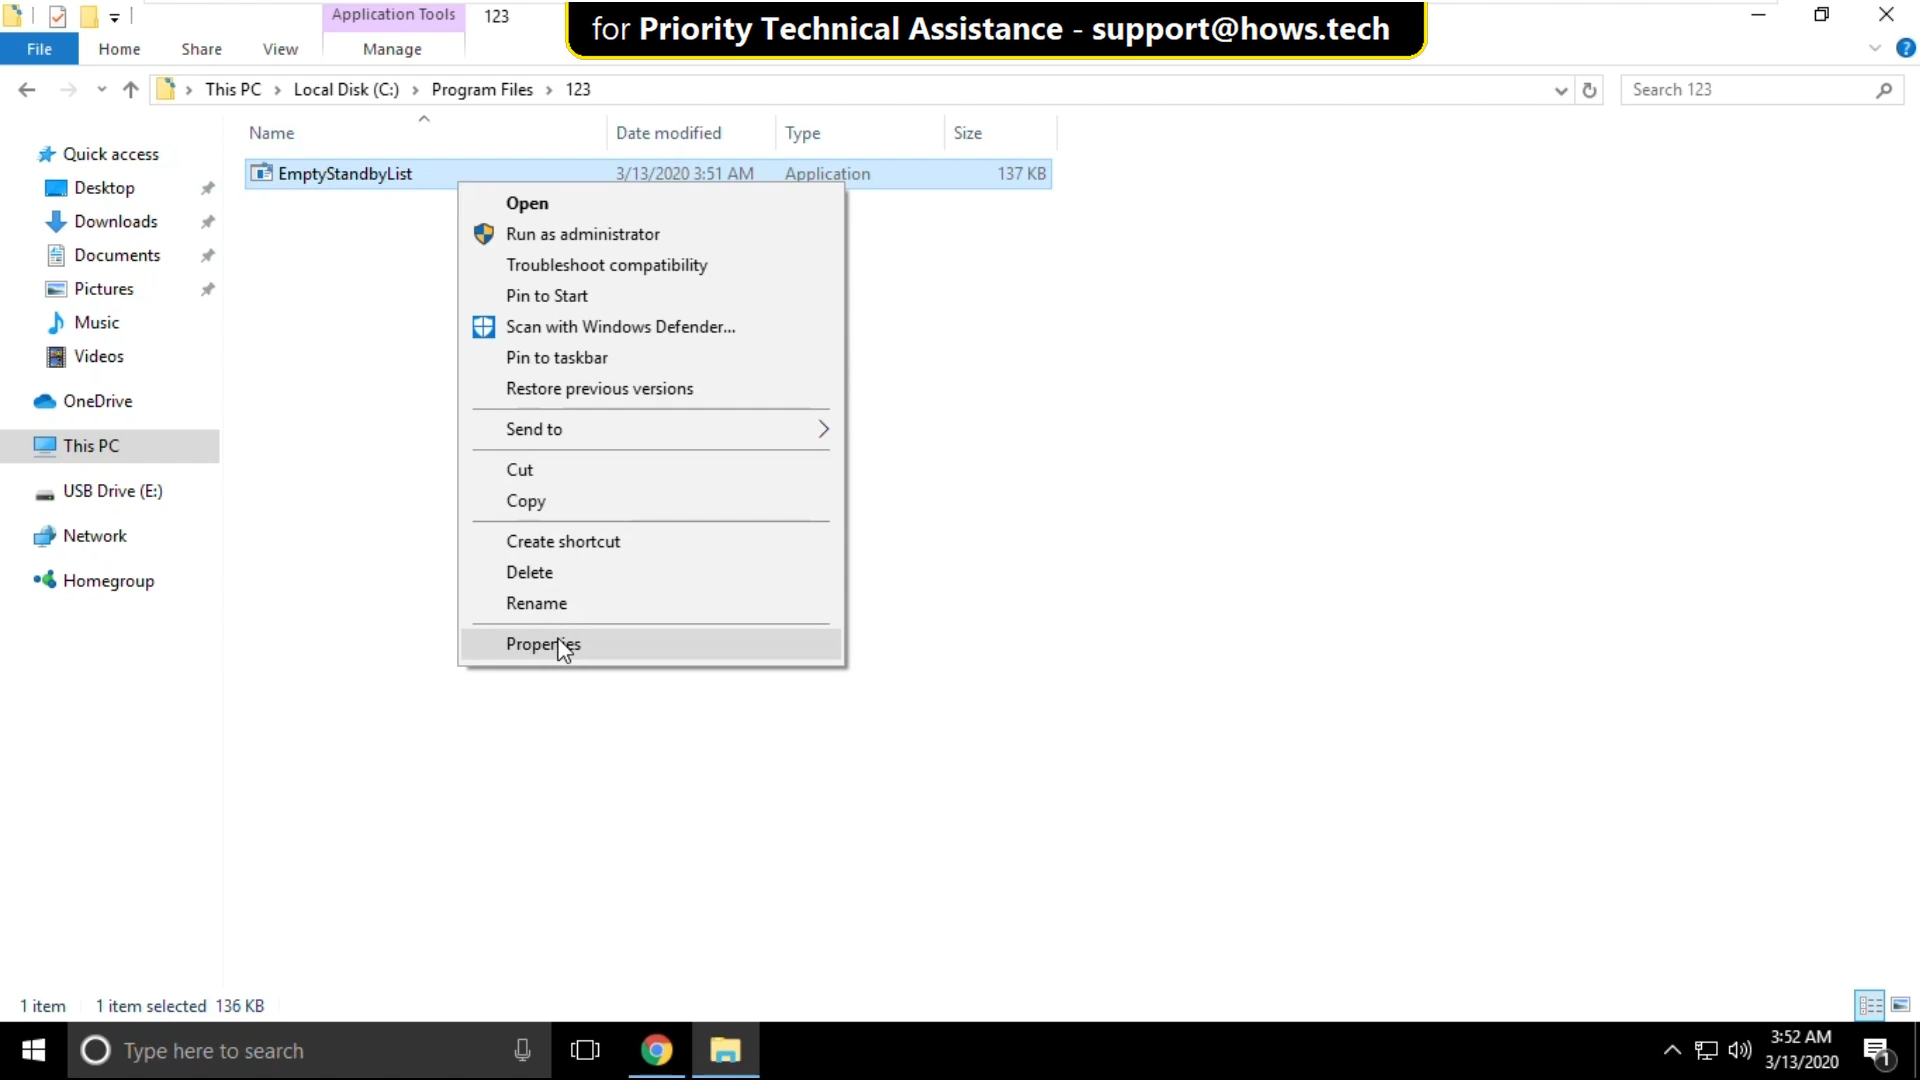 Application Tools
123
for Priority Technical Assistance - support@hows.tech
File
Home
Share
View
Manage
This PC
Local Disk (C:)
Program Files
123
Search 123
Name
Date modified
Type
Size
Quick access
Desktop
Downloads
Documents
Pictures
Music
Videos
OneDrive
This PC
USB Drive (E:)
Network
Homegroup
EmptyStandbyList
3/13/2020 3:51 AM
Application
137 KB
Open
Run as administrator
Troubleshoot compatibility
Pin to Start
Scan with Windows Defender...
Pin to taskbar
Restore previous versions
Send to
Cut
Copy
Create shortcut
Delete
Rename
Properties
1 item
1 item selected 136 KB
Type here to search
3:52 AM
3/13/2020
1